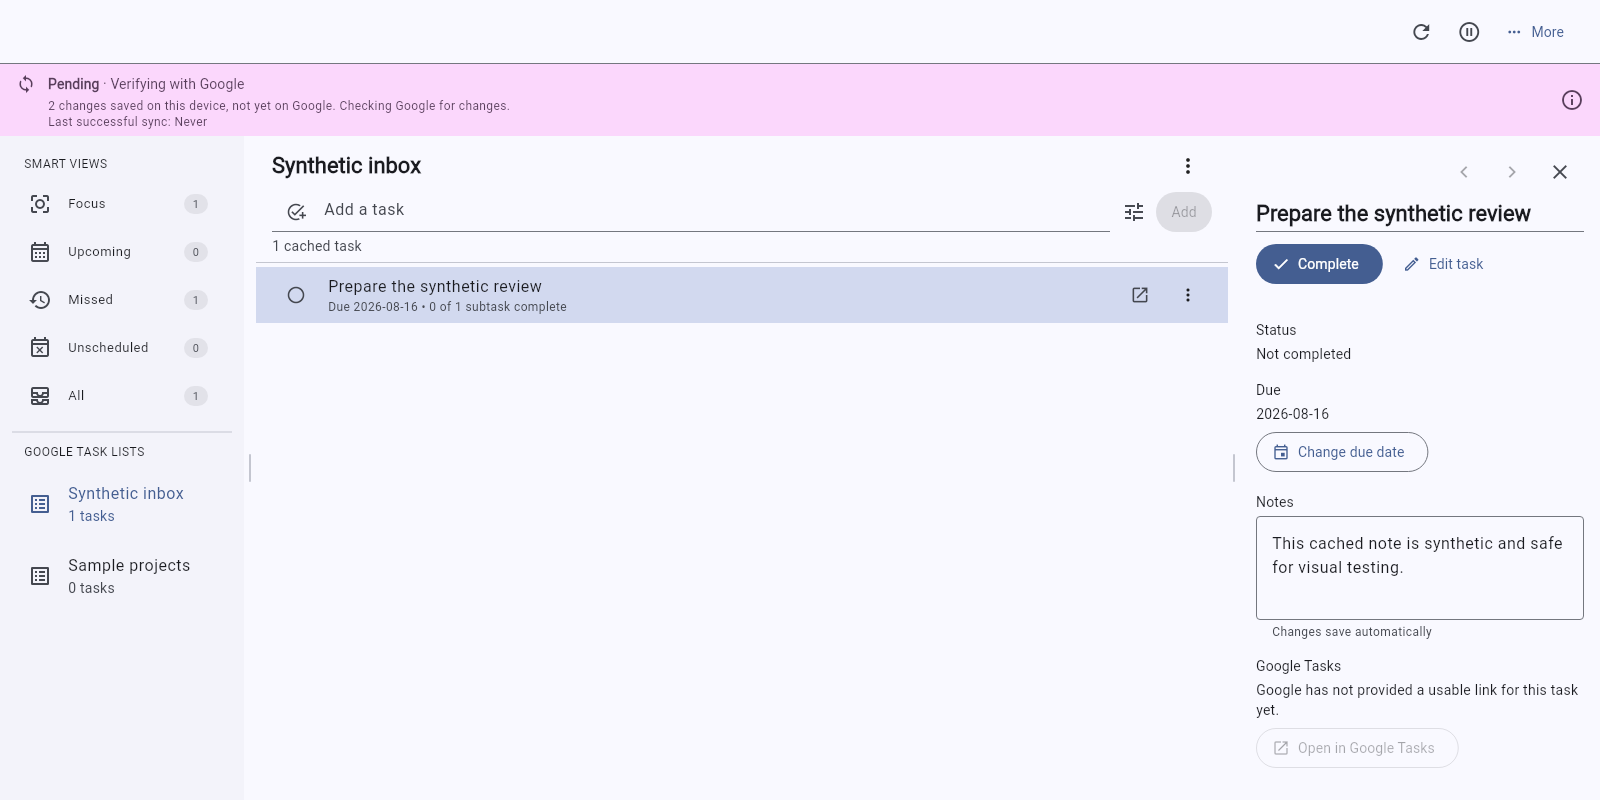 More
Pending · Verifying with Google
2 changes saved on this device, not yet on Google. Checking Google for changes.
Last successful sync: Never
SMART VIEWS
Focus 1
Upcoming 0
Missed 1
Unscheduled 0
All 1
GOOGLE TASK LISTS
Synthetic inbox
1 tasks
Sample projects
0 tasks
Synthetic inbox
Add a task
Add
1 cached task
Prepare the synthetic review
Due 2026-08-16 • 0 of 1 subtask complete
Prepare the synthetic review
Complete
Edit task
Status
Not completed
Due
2026-08-16
Change due date
Notes
This cached note is synthetic and safe
for visual testing.
Changes save automatically
Google Tasks
Google has not provided a usable link for this task
yet.
Open in Google Tasks